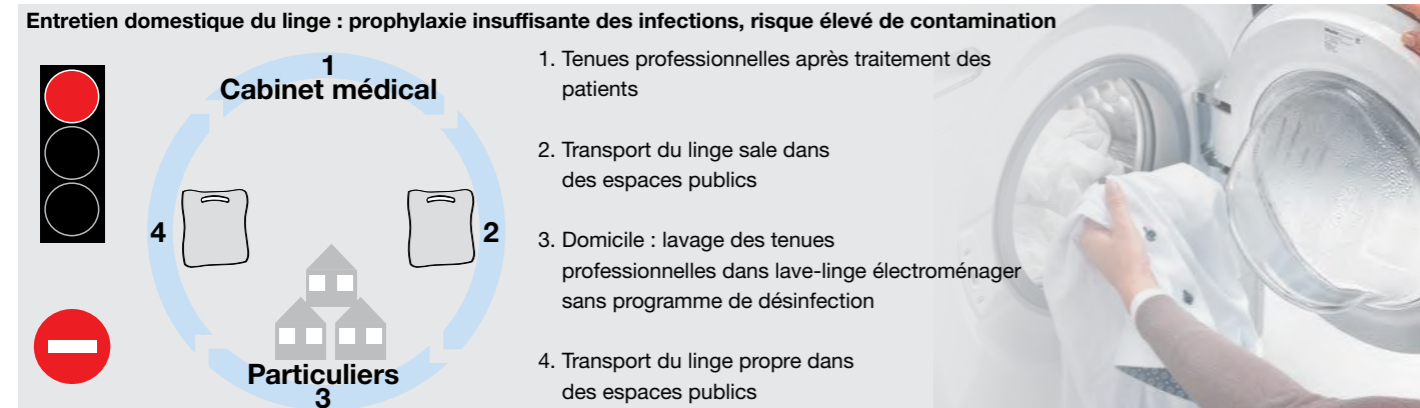 Entretien domestique du linge : prophylaxie insuffisante des infections, risque élevé de contamination
1
Cabinet médical
4
2
Particuliers
3
1. Tenues professionnelles après traitement des
patients
2. Transport du linge sale dans
des espaces publics
3. Domicile : lavage des tenues
professionnelles dans lave-linge électroménager
sans programme de désinfection
4. Transport du linge propre dans
des espaces publics